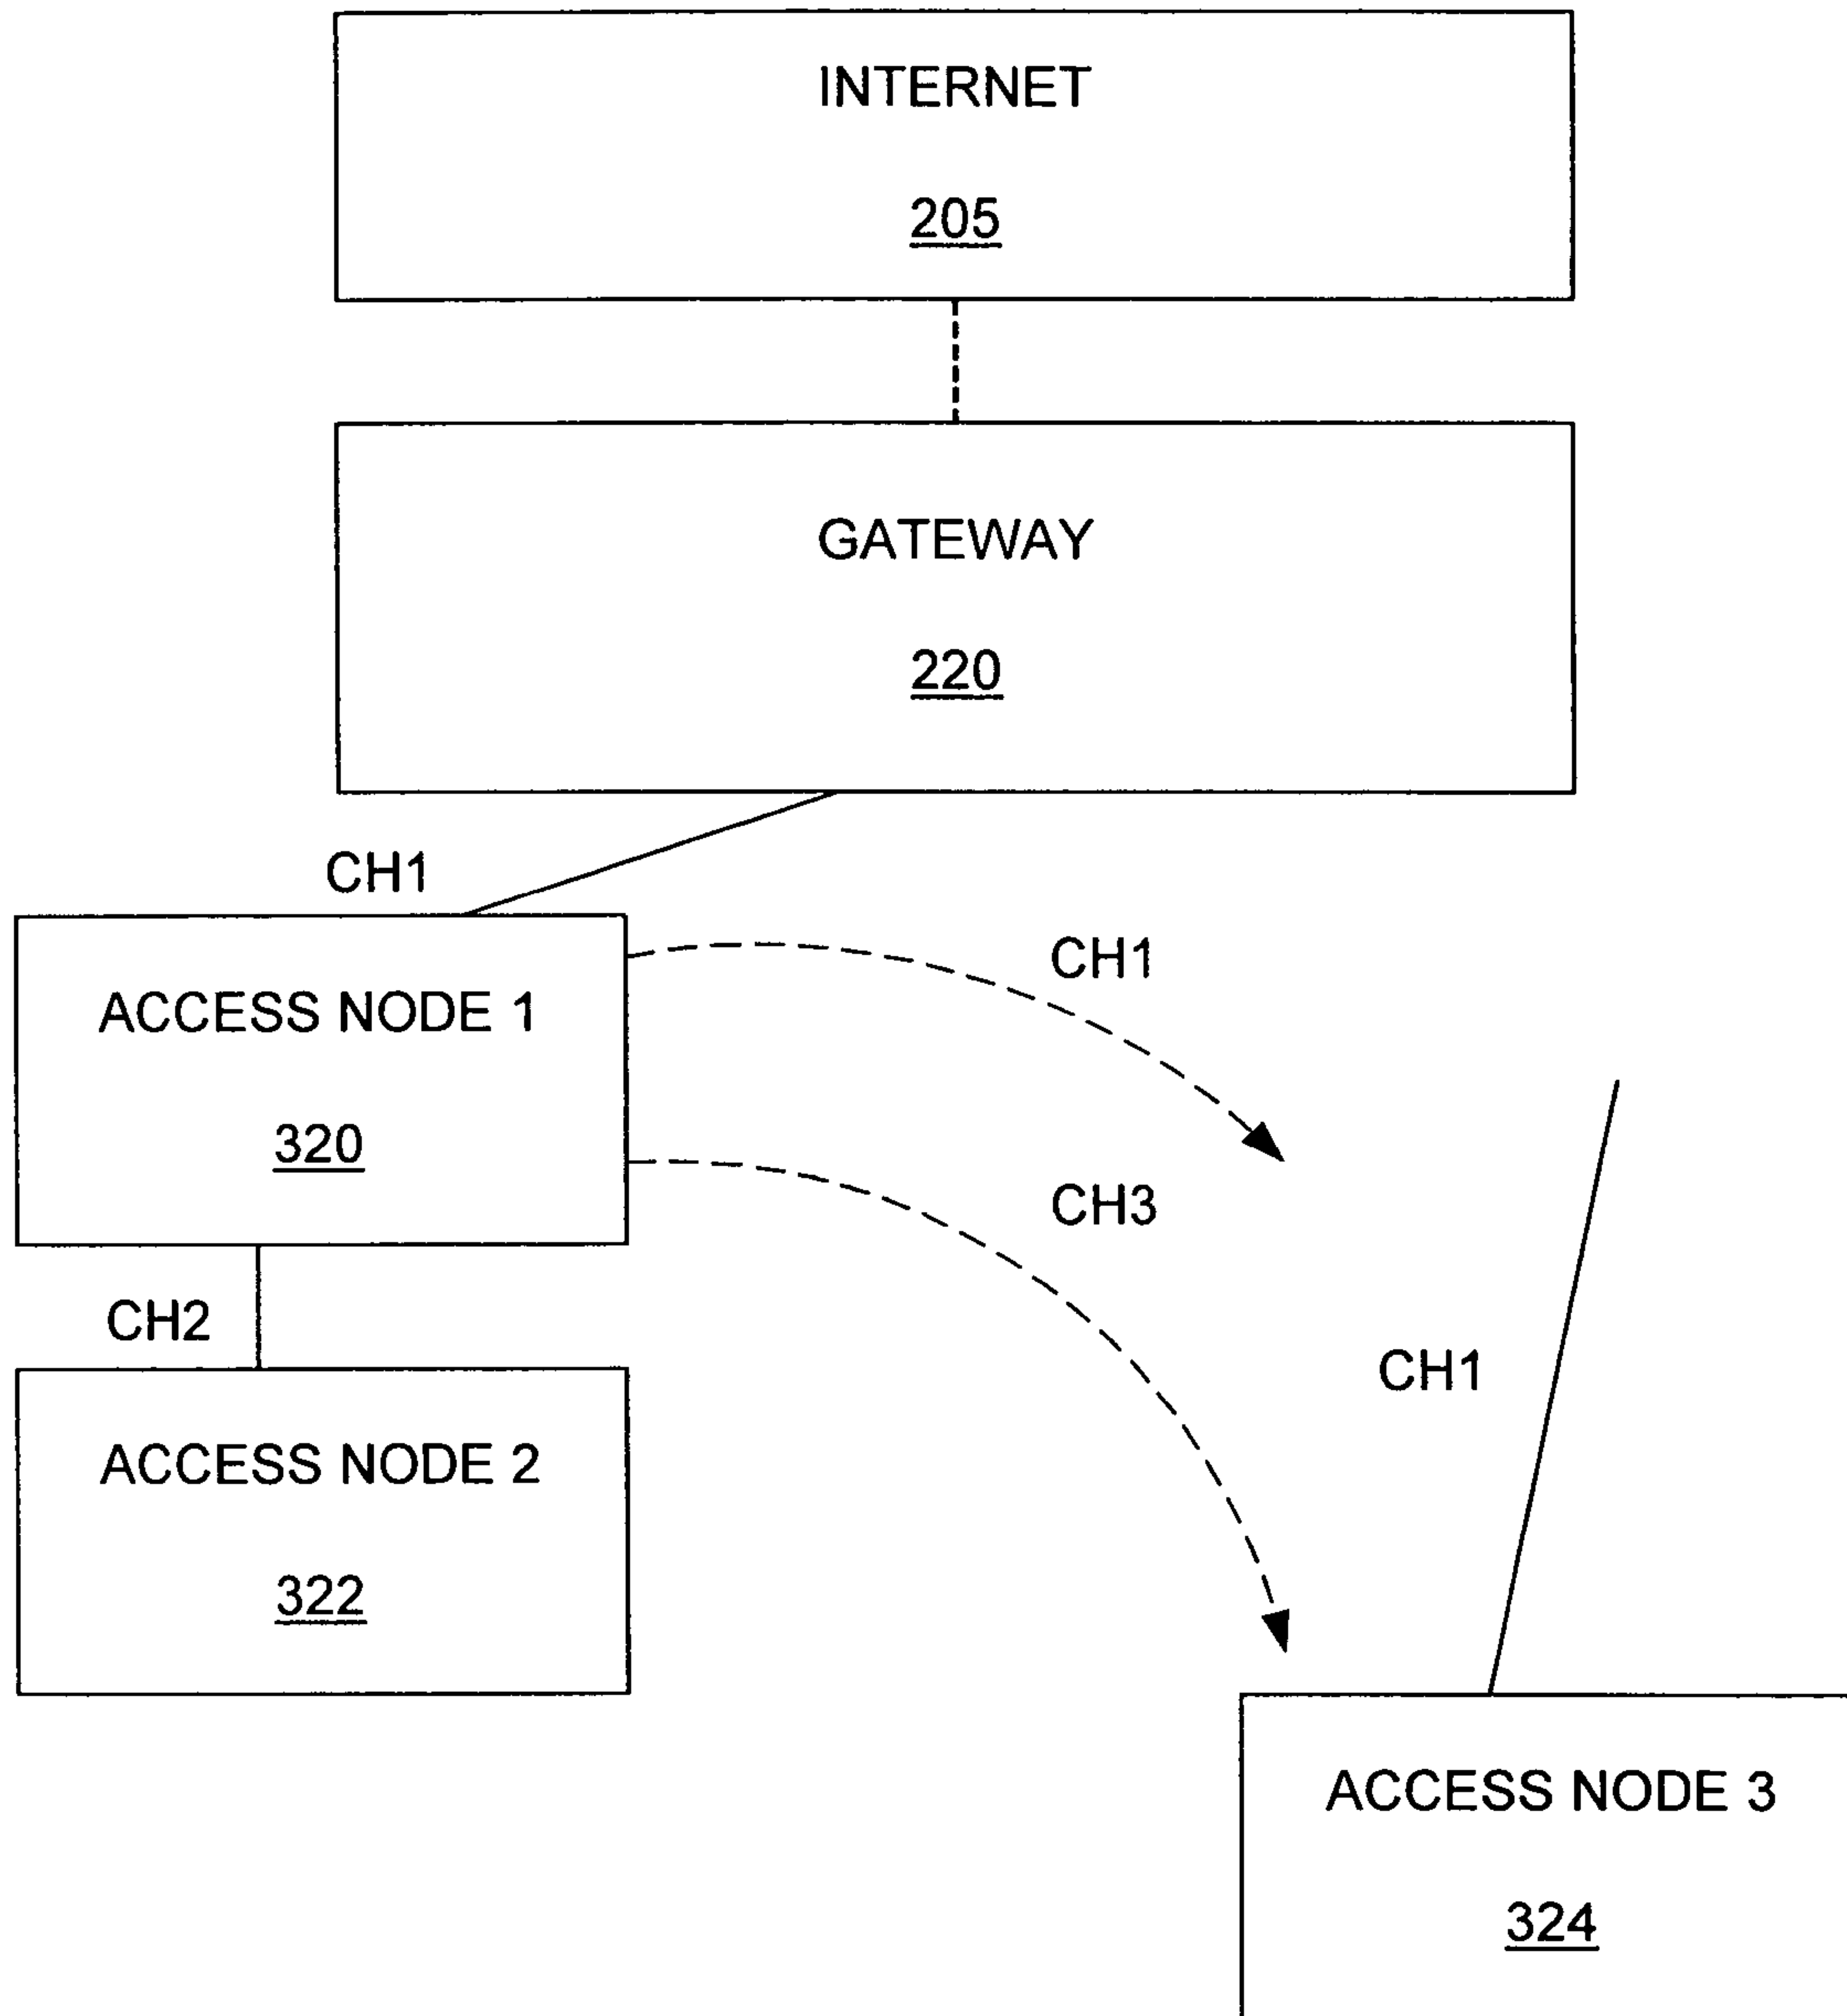 INTERNET
205
GATEWAY
220
CH1
CH1
ACCESS NODE 1
320
CH3
CH2
CH1
ACCESS NODE 2
322
ACCESS NODE 3
324